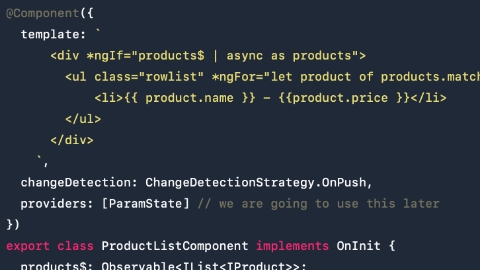 @Component({
template: `
<div *ngIf="products$ | async as products">
<ul class="rowlist" *ngFor="let product of products.match
<li>{{ product.name }} - {{product.price }}</li>
</ul>
</div>
`,
changeDetection: ChangeDetectionStrategy.OnPush,
providers: [ParamState] // we are going to use this later
})
export class ProductListComponent implements OnInit {
products$: Observable<IList<IProduct>>;